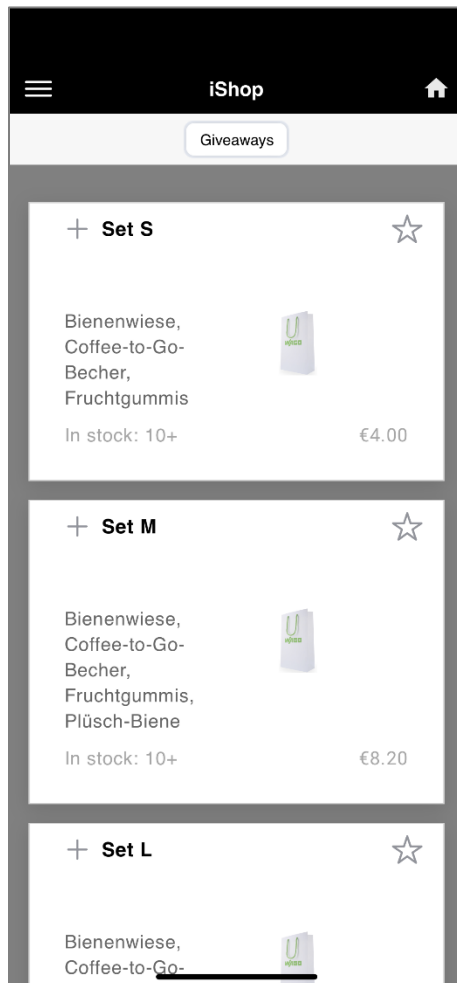 iShop
Giveaways
Set S
Bienenwiese,
Coffee-to-Go-
Becher,
Fruchtgummis
In stock: 10+
€4.00
Set M
Bienenwiese,
Coffee-to-Go-
Becher,
Fruchtgummis,
Plüsch-Biene
In stock: 10+
€8.20
Set L
Bienenwiese,
Coffee-to-Go-